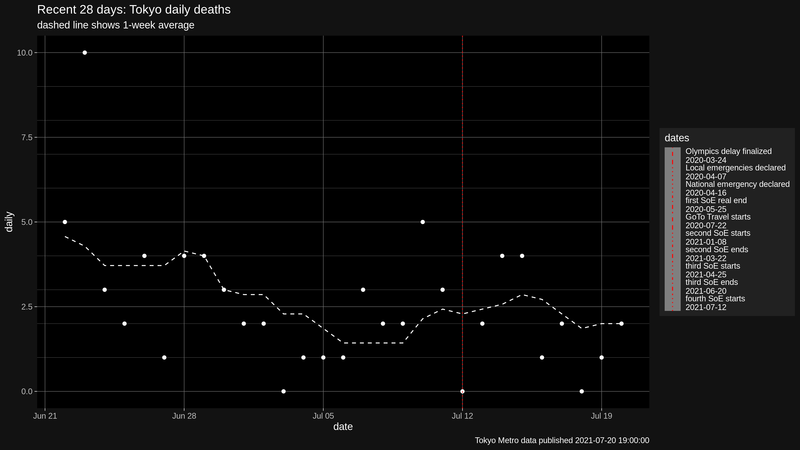 Recent 28 days: Tokyo daily deaths
dashed line shows 1-week average
10.0
7.5
5.0
2.5
0.0
daily
Jun 21
Jun 28
Jul 05
Jul 12
Jul 19
date
dates
Olympics delay finalized
2020-03-24
Local emergencies declared
2020-04-07
National emergency declared
2020-04-16
first SoE real end
2020-05-25
GoTo Travel starts
2020-07-22
second SoE starts
2021-01-08
second SoE ends
2021-03-22
third SoE starts
2021-04-25
third SoE ends
2021-06-20
fourth SoE starts
2021-07-12
Tokyo Metro data published 2021-07-20 19:00:00